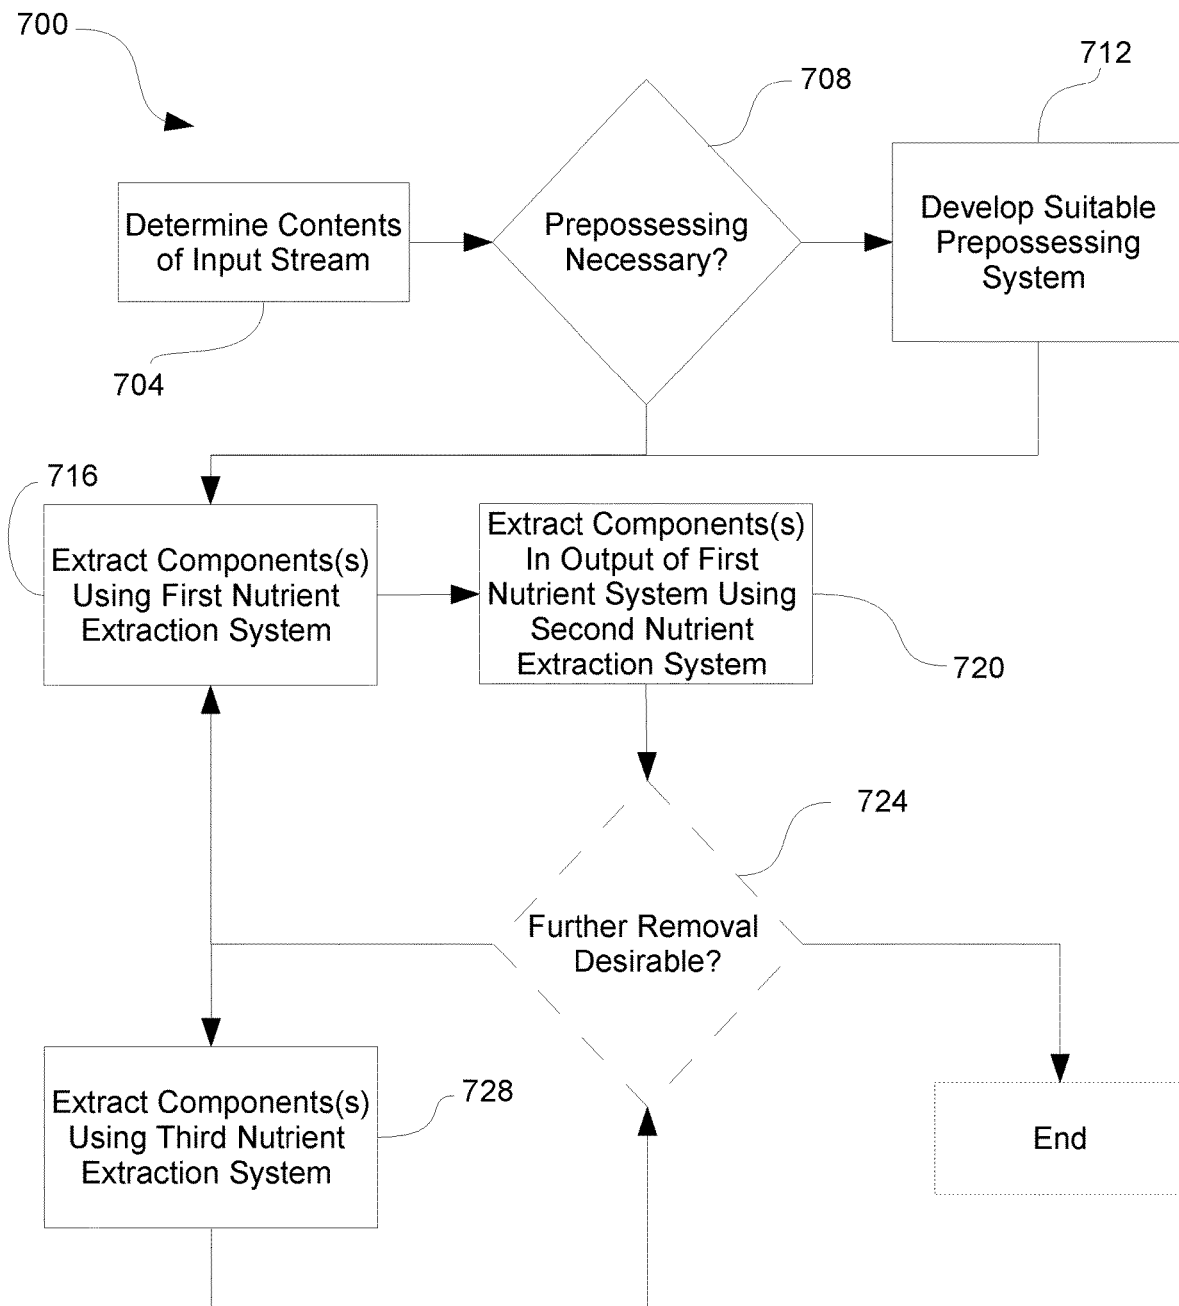 700
708
712
Determine Contents
of Input Stream
Prepossessing
Necessary?
Develop Suitable
Prepossessing
System
704
716
Extract Components(s)
Using First Nutrient
Extraction System
Extract Components(s)
In Output of First
Nutrient System Using
Second Nutrient
Extraction System
720
724
Further Removal
Desirable?
Extract Components(s)
Using Third Nutrient
Extraction System
728
End